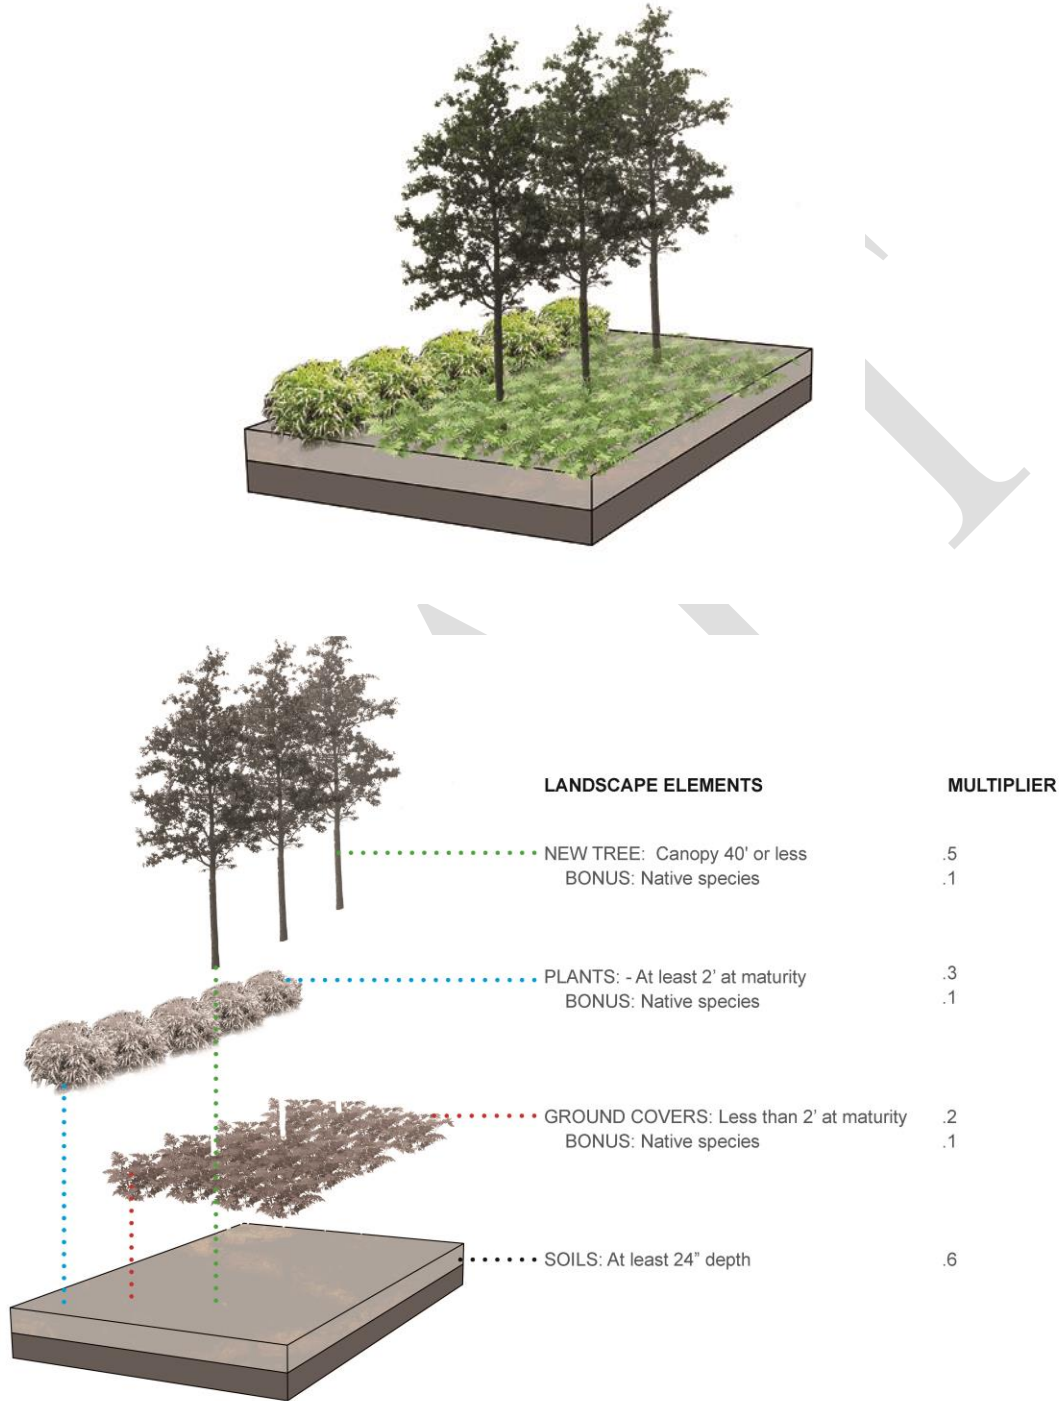 LANDSCAPE ELEMENTS MULTIPLIER
NEW TREE: Canopy 40' or less .5
BONUS: Native species .1
PLANTS: - At least 2’ at maturity .3
BONUS: Native species .1
GROUND COVERS: Less than 2’ at maturity .2
BONUS: Native species .1
SOILS: At least 24” depth .6